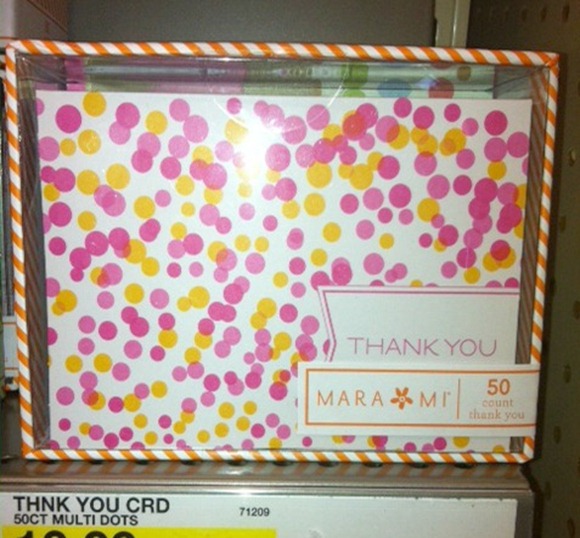 THANK YOU
MARA MI
50
count
thank you
THNK YOU CRD
50CT MULTI DOTS
71209